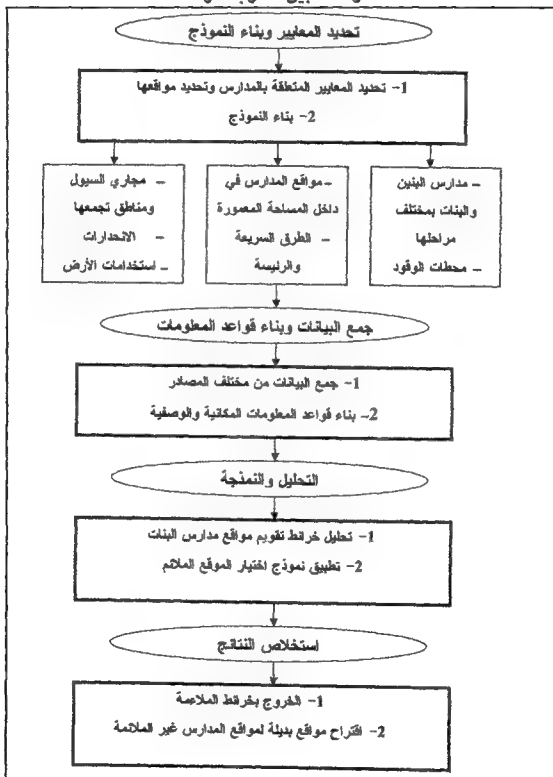 تحديد المعايير وبناء النموذج
1- تحديد المعايير المتعلقة بالمدارس وتحديد مواقعها
2- بناء النموذج
– مدارس البنين
والبنات بمختلف
مراحلها
– محطات الوقود
– مواقع المدارس في
داخل المساحة المعمورة
– الطرق السريعة
والرئيسة
– مجاري السيول
ومناطق تجمعها
– الانحدارات
– استخدامات الأرض
جمع البيانات وبناء قواعد المعلومات
1- جمع البيانات من مختلف المصادر
2- بناء قواعد المعلومات المكانية والوصفية
التحليل والنمذجة
1- تحليل خرائط تقويم مواقع مدارس البنات
2- تطبيق نموذج اختيار الموقع الملائم
استخلاص النتائج
1- الخروج بخرائط الملاءمة
2- اقتراح مواقع بديلة لمواقع المدارس غير الملائمة